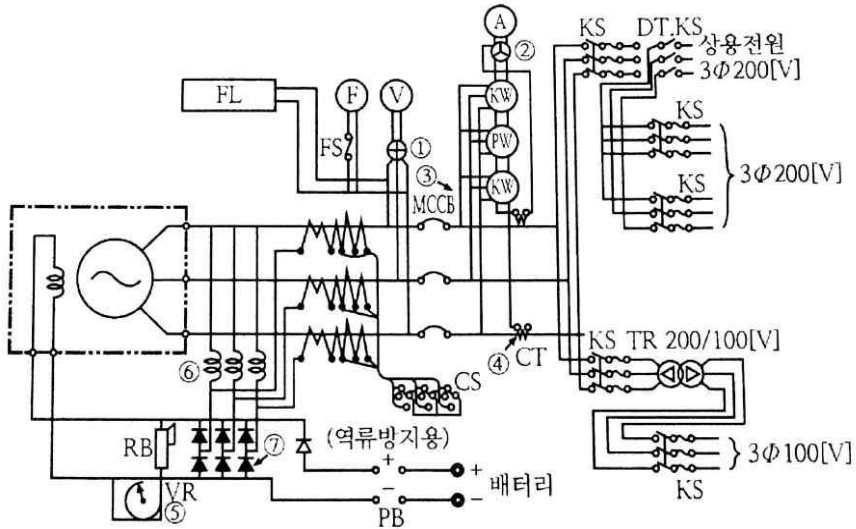 A
②
KS
DT.KS
상용전원
3Φ200[V]
FL
F
V
KW
FS
①
PW
KS
3Φ200[V]
③
KW
MCCB
KS
④
CT
KS TR 200/100[V]
⑥
CS
RB
⑦
(역류방지용)
+
+
배터리
3Φ100[V]
VR
⑤
−
−
PB
KS